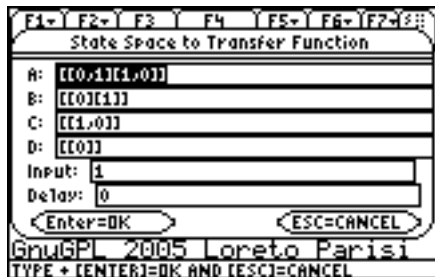 F1 F2 F3 F4 F5 F6 F7
State Space to Transfer Function
A: [[0,1][1,0]]
B: [[0][1]]
C: [[1,0]]
D: [[0]]
Input: 1
Delay: 0
Enter=OK ESC=CANCEL
GnuGPL 2005 Loreto Parisi
TYPE + [ENTER]=OK AND [ESC]=CANCEL